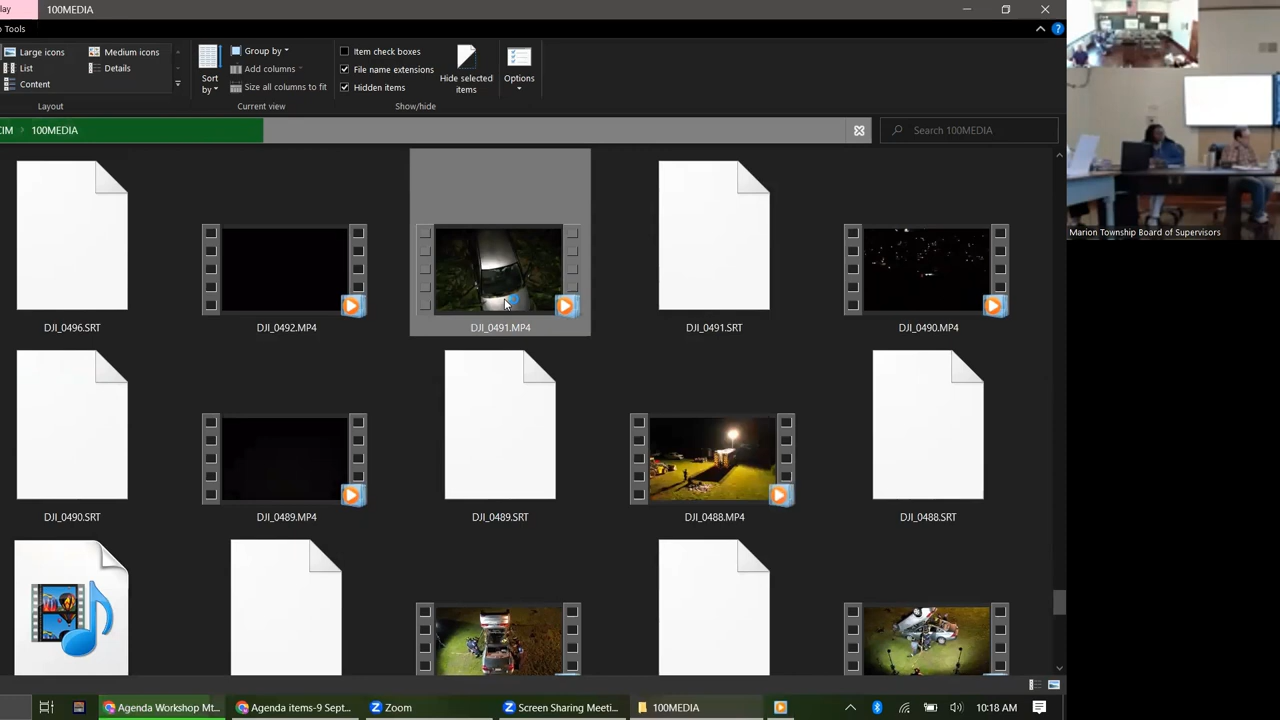 lay
100MEDIA
o Tools
Large icons
Medium icons
List
Details
Content
Layout
Sort by
Group by
Add columns
Size all columns to fit
Current view
Item check boxes
File name extensions
Hidden items
Hide selected items
Options
Show/hide
CIM
100MEDIA
Search 100MEDIA
Marion Township Board of Supervisors
DJI_0496.SRT
DJI_0492.MP4
DJI_0491.MP4
DJI_0491.SRT
DJI_0490.MP4
DJI_0490.SRT
DJI_0489.MP4
DJI_0489.SRT
DJI_0488.MP4
DJI_0488.SRT
Agenda Workshop Mt...
Agenda items-9 Sept...
Zoom
Screen Sharing Meeti...
100MEDIA
10:18 AM